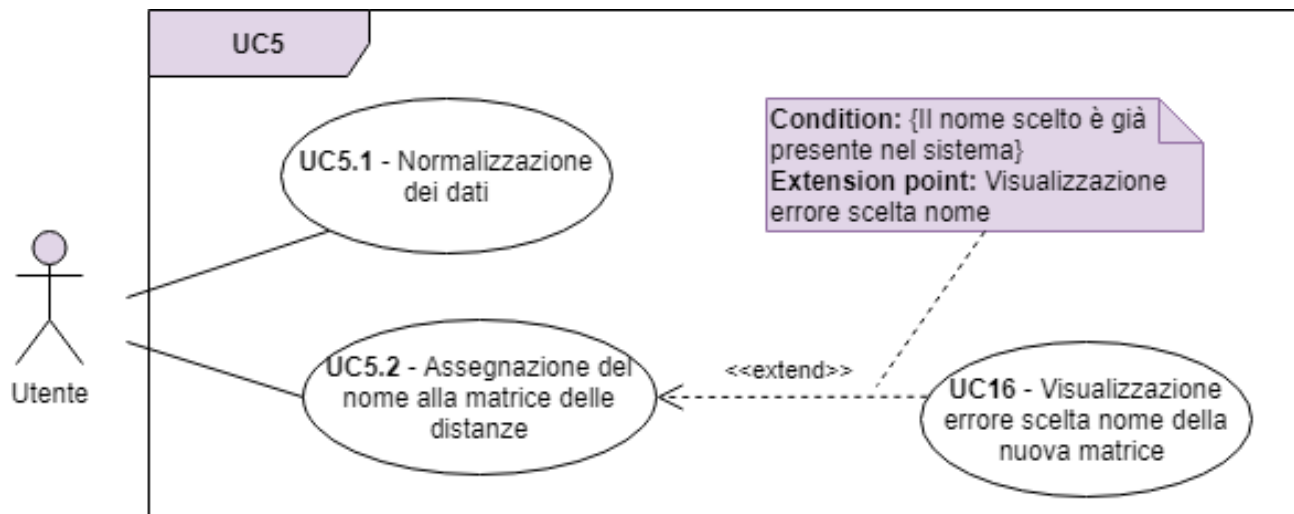 UC5
UC5.1 - Normalizzazione
dei dati
Condition: {Il nome scelto è già
presente nel sistema}
Extension point: Visualizzazione
errore scelta nome
Utente
UC5.2 - Assegnazione del
nome alla matrice delle
distanze
<<extend>>
UC16 - Visualizzazione
errore scelta nome della
nuova matrice